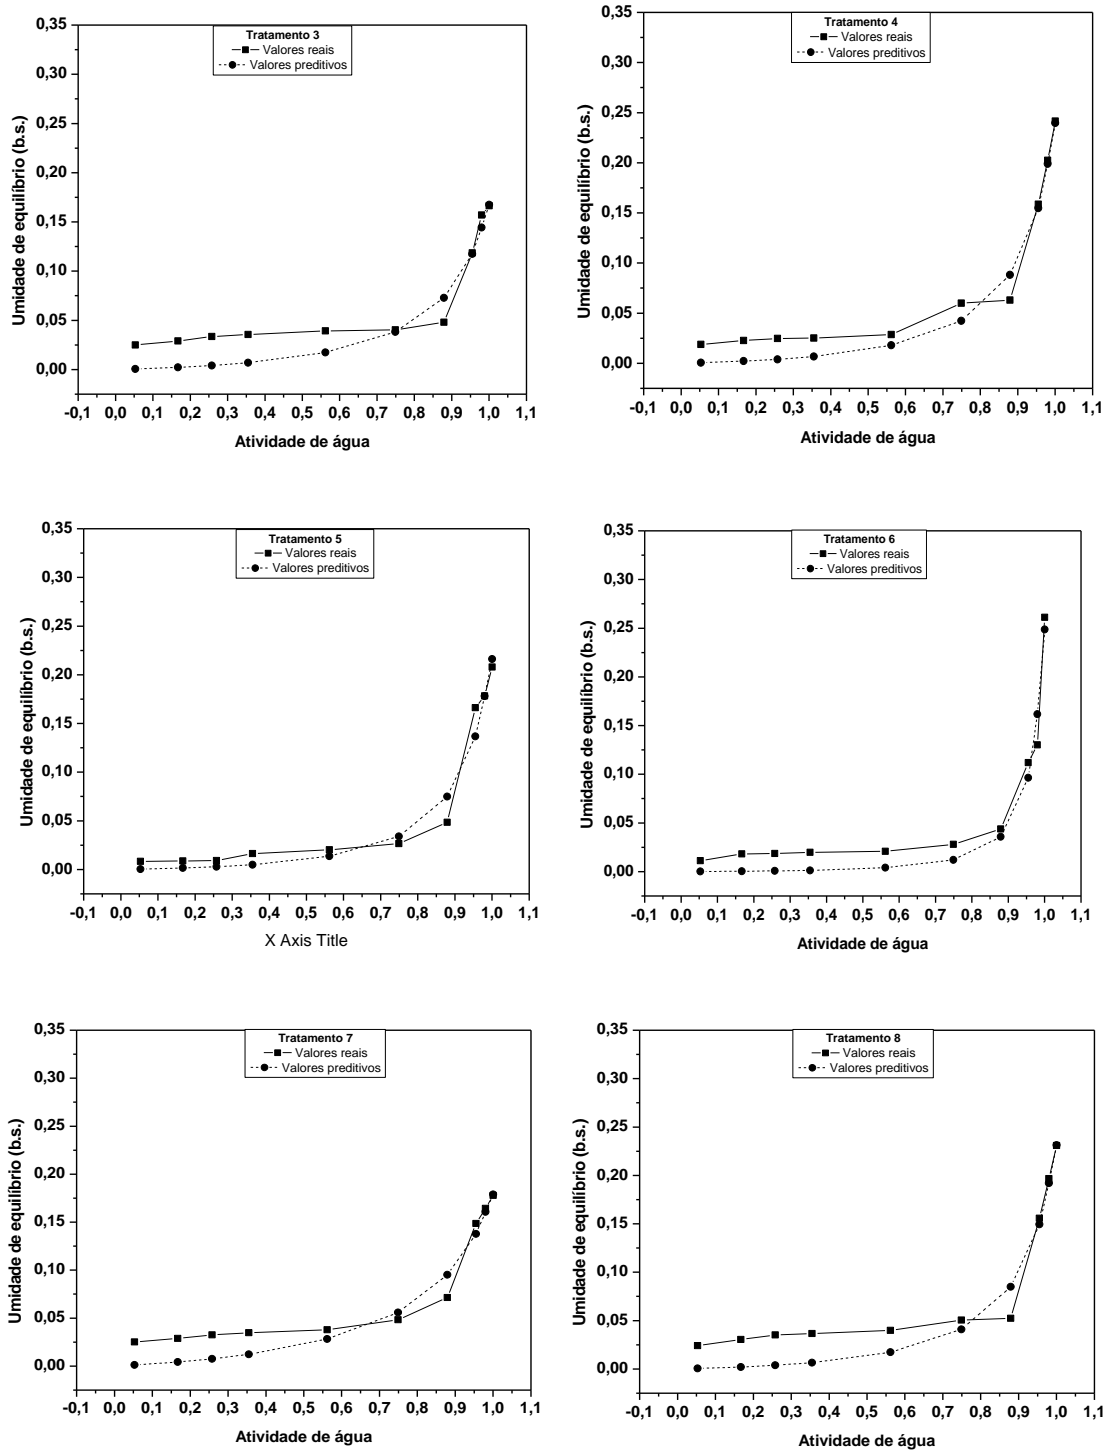 Tratamento 3
Valores reais
Valores preditivos
0,35
0,30
0,25
0,20
0,15
0,10
0,05
0,00
Umidade de equilíbrio (b.s.)
-0,1 0,0 0,1 0,2 0,3 0,4 0,5 0,6 0,7 0,8 0,9 1,0 1,1
Atividade de água
Tratamento 4
Valores reais
Valores preditivos
0,35
0,30
0,25
0,20
0,15
0,10
0,05
0,00
Umidade de equilíbrio (b.s.)
-0,1 0,0 0,1 0,2 0,3 0,4 0,5 0,6 0,7 0,8 0,9 1,0 1,1
Atividade de água
Tratamento 5
Valores reais
Valores preditivos
0,35
0,30
0,25
0,20
0,15
0,10
0,05
0,00
Umidade de equilíbrio (b.s.)
-0,1 0,0 0,1 0,2 0,3 0,4 0,5 0,6 0,7 0,8 0,9 1,0 1,1
X Axis Title
Tratamento 6
Valores reais
Valores preditivos
0,35
0,30
0,25
0,20
0,15
0,10
0,05
0,00
Umidade de equilíbrio (b.s.)
-0,1 0,0 0,1 0,2 0,3 0,4 0,5 0,6 0,7 0,8 0,9 1,0 1,1
Atividade de água
Tratamento 7
Valores reais
Valores preditivos
0,35
0,30
0,25
0,20
0,15
0,10
0,05
0,00
Umidade de equilíbrio (b.s.)
-0,1 0,0 0,1 0,2 0,3 0,4 0,5 0,6 0,7 0,8 0,9 1,0 1,1
Atividade de água
Tratamento 8
Valores reais
Valores preditivos
0,35
0,30
0,25
0,20
0,15
0,10
0,05
0,00
Umidade de equilíbrio (b.s.)
-0,1 0,0 0,1 0,2 0,3 0,4 0,5 0,6 0,7 0,8 0,9 1,0 1,1
Atividade de água